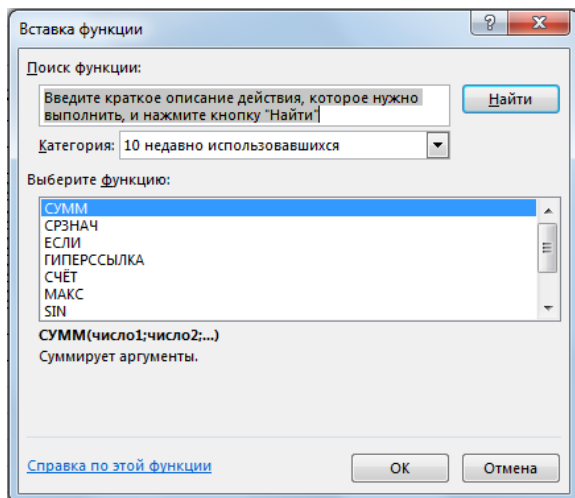 Вставка функции
Поиск функции:
Введите краткое описание действия, которое нужно
выполнить, и нажмите кнопку "Найти"
Найти
Категория: 10 недавно использовавшихся
Выберите функцию:
СУММ
СРЗНАЧ
ЕСЛИ
ГИПЕРССЫЛКА
СЧЁТ
МАКС
SIN
СУММ(число1;число2;...)
Суммирует аргументы.
Справка по этой функции
ОК
Отмена